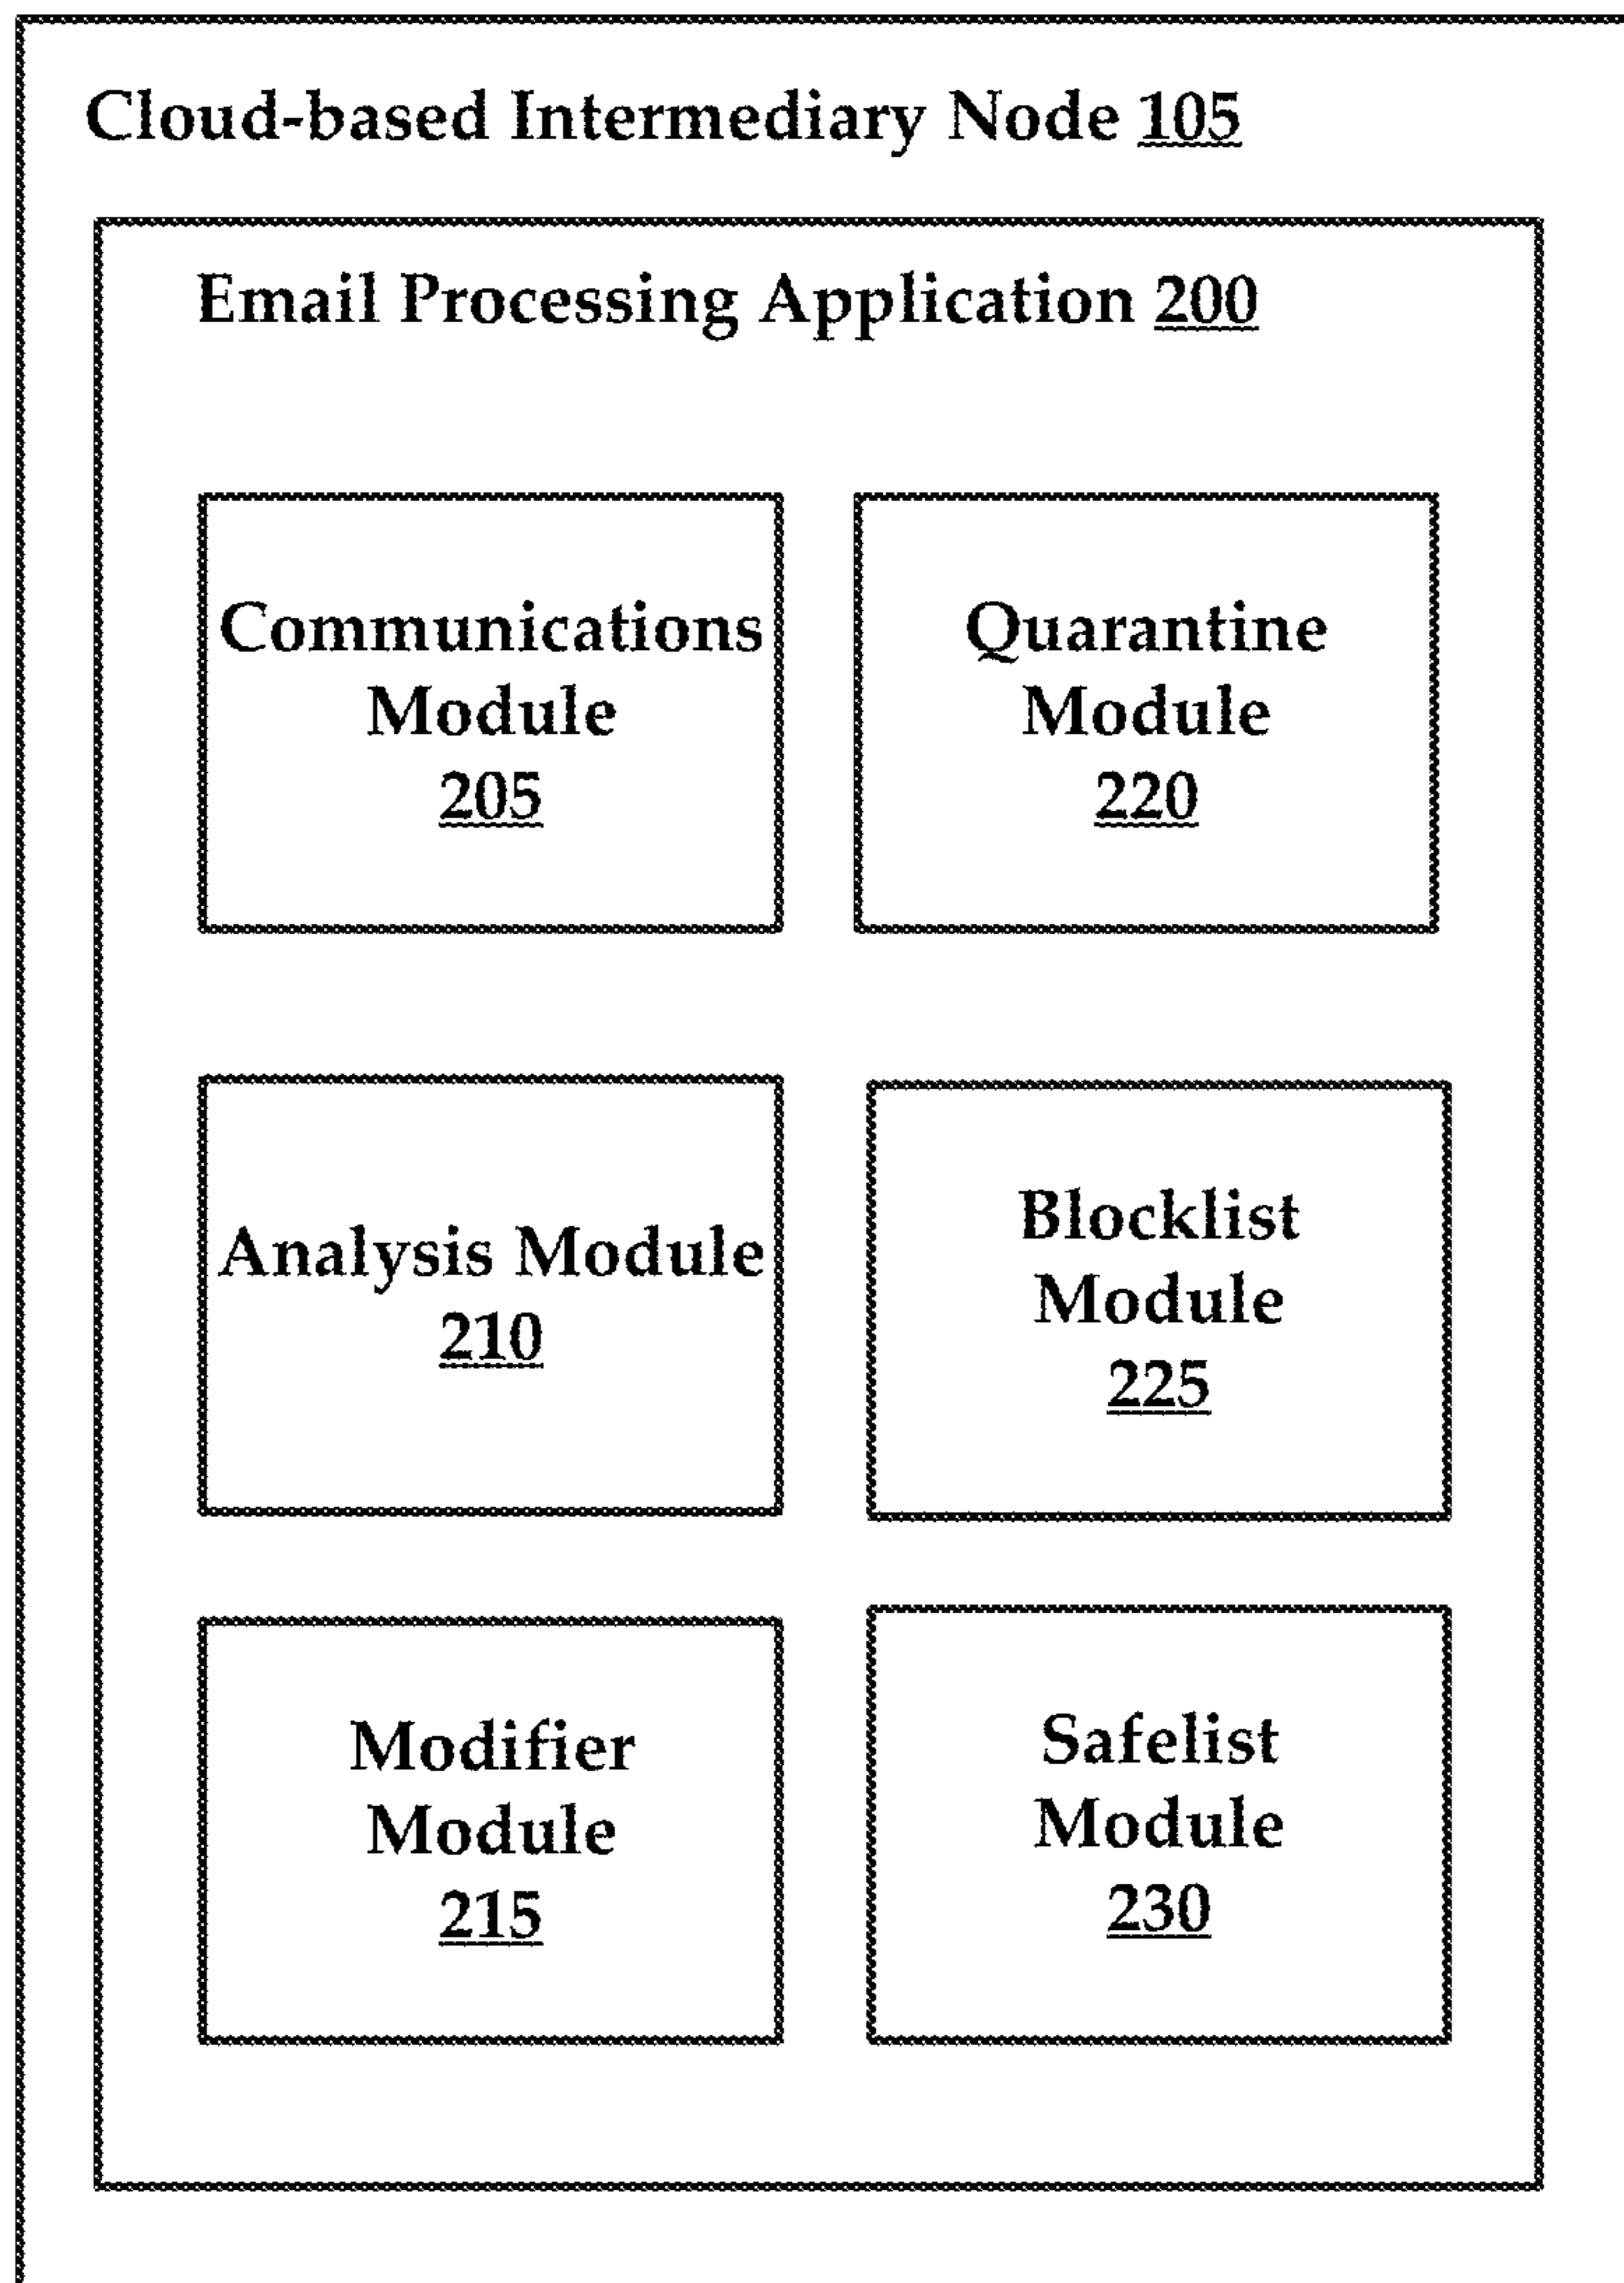 Cloud-based Intermediary Node 105
Email Processing Application 200
Communications
Module
205
Quarantine
Module
220
Analysis Module
210
Blocklist
Module
225
Modifier
Module
215
Safelist
Module
230